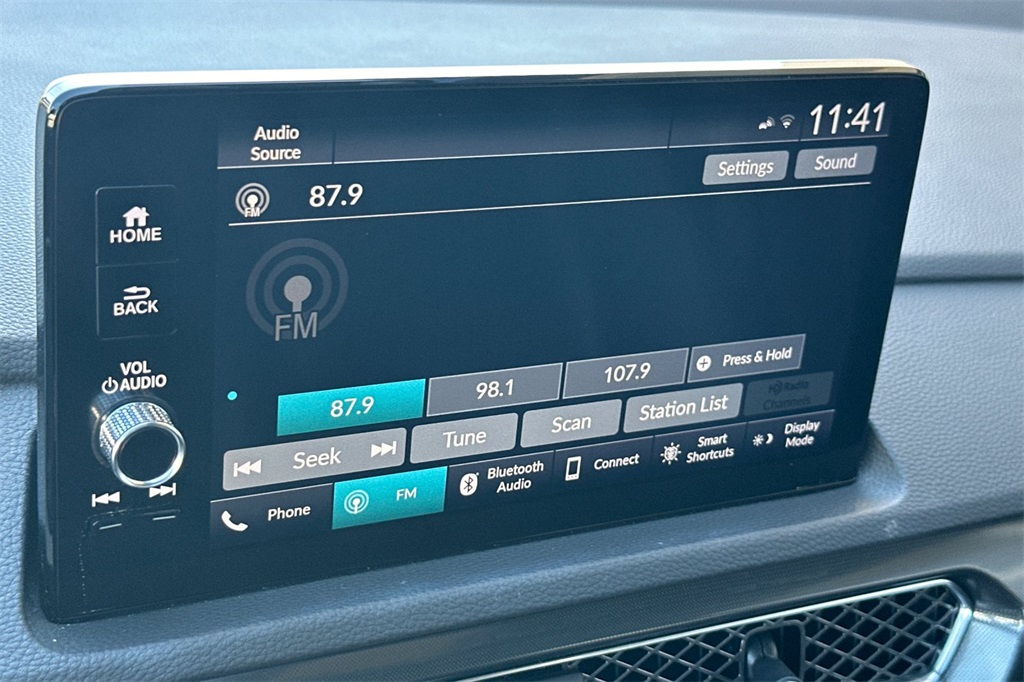 Audio
Source
11:41
FM
87.9
Settings
Sound
HOME
BACK
FM
VOL
AUDIO
87.9
98.1
107.9
Press & Hold
Seek
Tune
Scan
Station List
HD Radio
Channels
Phone
FM
Bluetooth
Audio
Connect
Smart
Shortcuts
Display
Mode